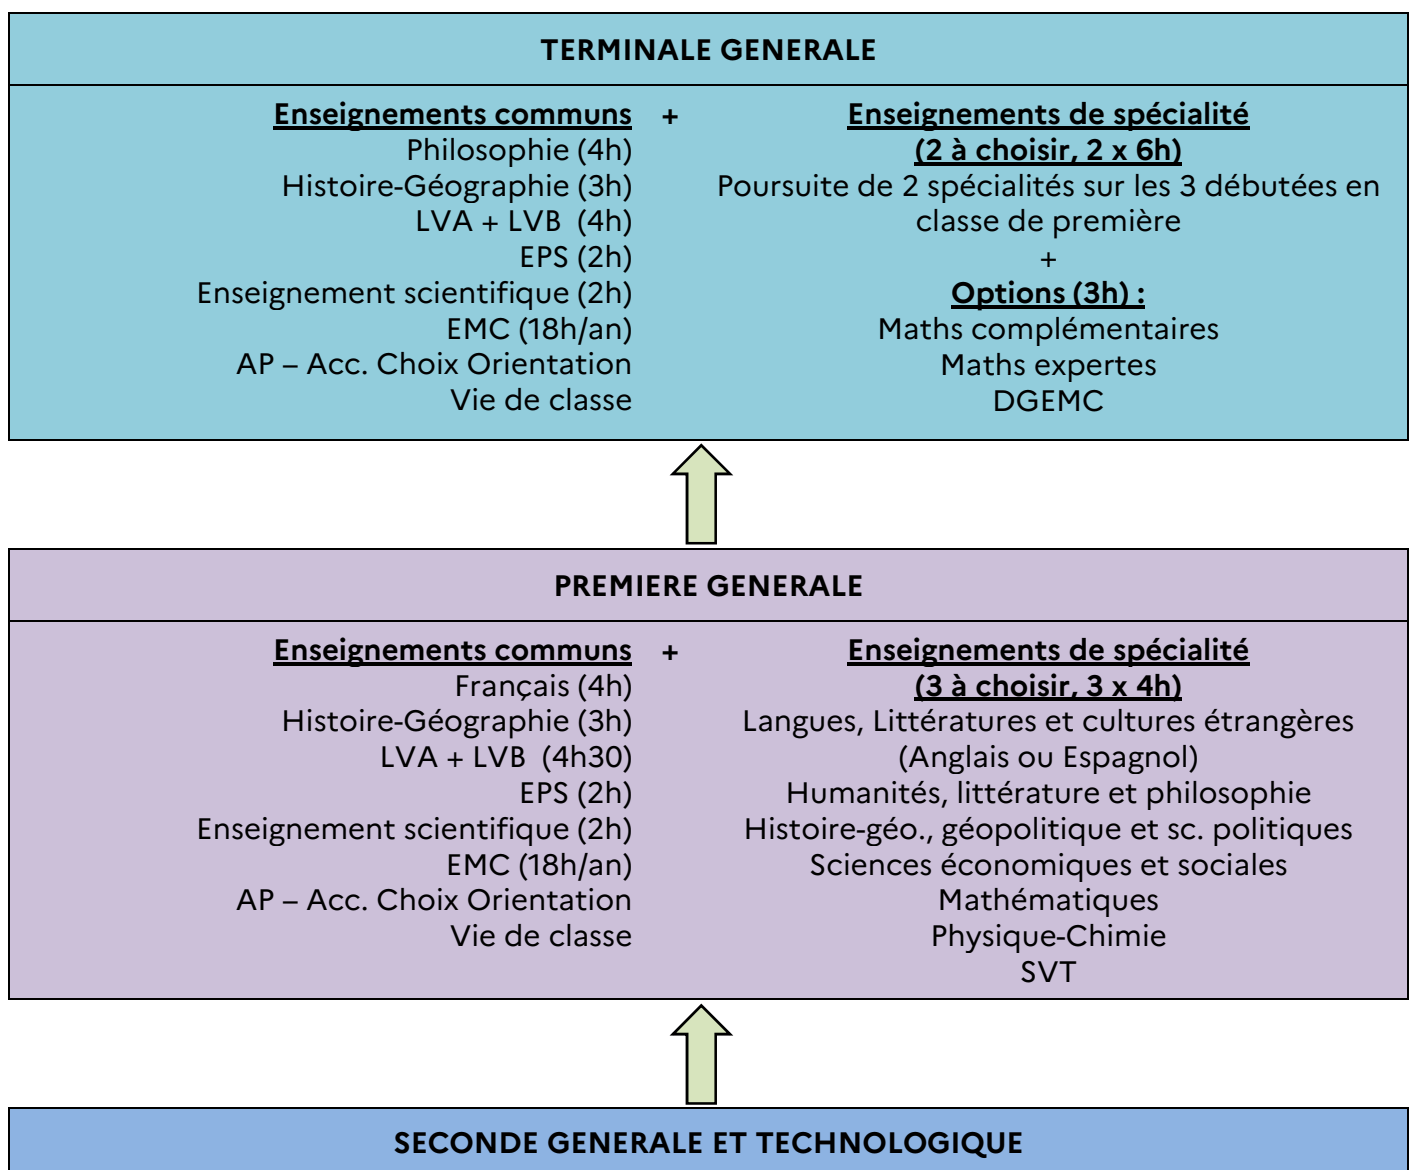 TERMINALE GENERALE
Enseignements communs +
Philosophie (4h)
Histoire-Géographie (3h)
LVA + LVB  (4h)
EPS (2h)
Enseignement scientifique (2h)
EMC (18h/an)
AP – Acc. Choix Orientation
Vie de classe
Enseignements de spécialité
(2 à choisir, 2 x 6h)
Poursuite de 2 spécialités sur les 3 débutées en
classe de première
+
Options (3h) :
Maths complémentaires
Maths expertes
DGEMC
PREMIERE GENERALE
Enseignements communs +
Français (4h)
Histoire-Géographie (3h)
LVA + LVB  (4h30)
EPS (2h)
Enseignement scientifique (2h)
EMC (18h/an)
AP – Acc. Choix Orientation
Vie de classe
Enseignements de spécialité
(3 à choisir, 3 x 4h)
Langues, Littératures et cultures étrangères
(Anglais ou Espagnol)
Humanités, littérature et philosophie
Histoire-géo., géopolitique et sc. politiques
Sciences économiques et sociales
Mathématiques
Physique-Chimie
SVT
SECONDE GENERALE ET TECHNOLOGIQUE